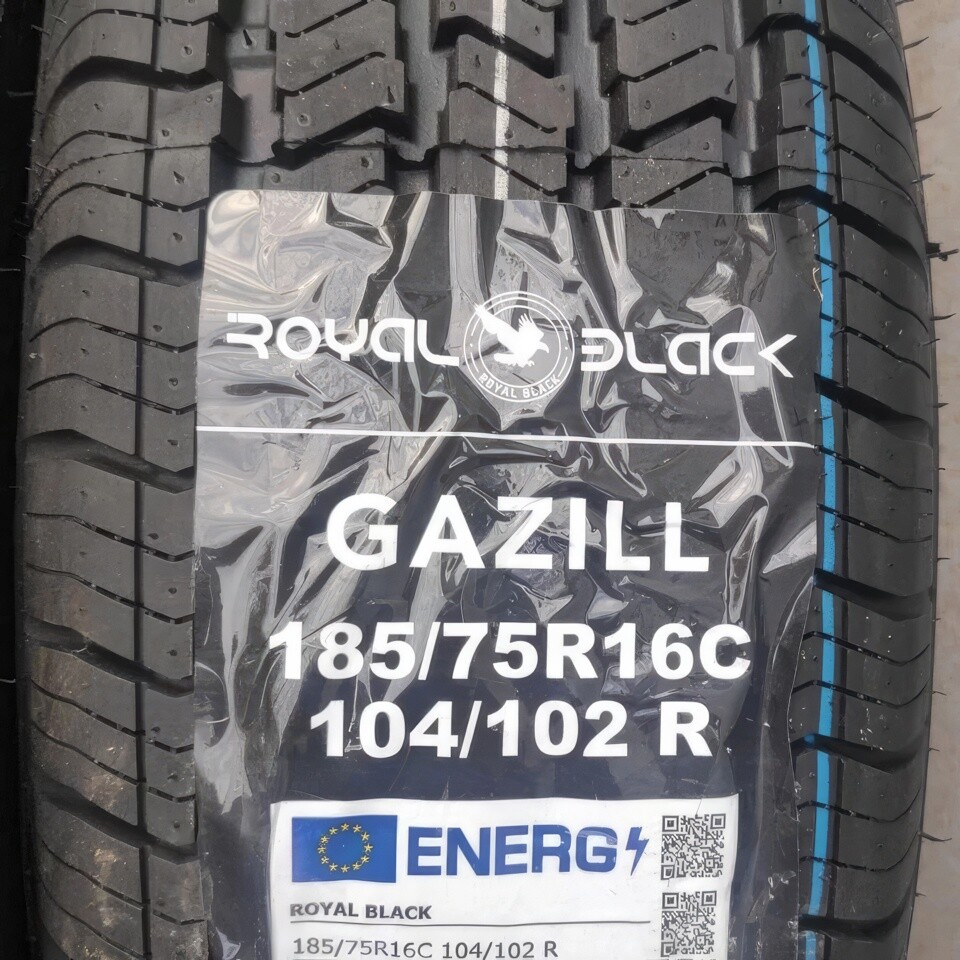 ROYAL BLACK
ROYAL BLACK
GAZILL
185/75R16C
104/102 R
ENERG
ROYAL BLACK
185/75R16C 104/102 R